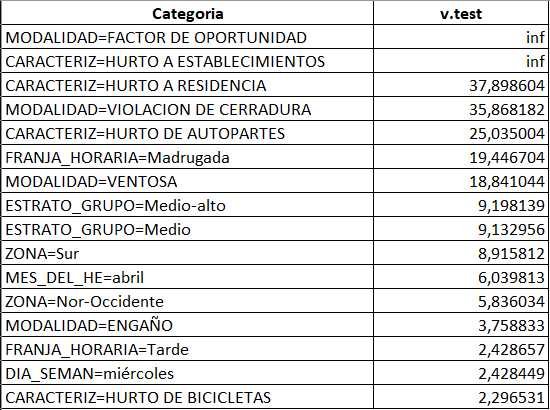 Categoria v.test
MODALIDAD=FACTOR DE OPORTUNIDAD inf
CARACTERIZ=HURTO A ESTABLECIMIENTOS inf
CARACTERIZ=HURTO A RESIDENCIA 37,898604
MODALIDAD=VIOLACION DE CERRADURA 35,868182
CARACTERIZ=HURTO DE AUTOPARTES 25,035004
FRANJA_HORARIA=Madrugada 19,446704
MODALIDAD=VENTOSA 18,841044
ESTRATO_GRUPO=Medio-alto 9,198139
ESTRATO_GRUPO=Medio 9,132956
ZONA=Sur 8,915812
MES_DEL_HE=abril 6,039813
ZONA=Nor-Occidente 5,836034
MODALIDAD=ENGAÑO 3,758833
FRANJA_HORARIA=Tarde 2,428657
DIA_SEMAN=miércoles 2,428449
CARACTERIZ=HURTO DE BICICLETAS 2,296531